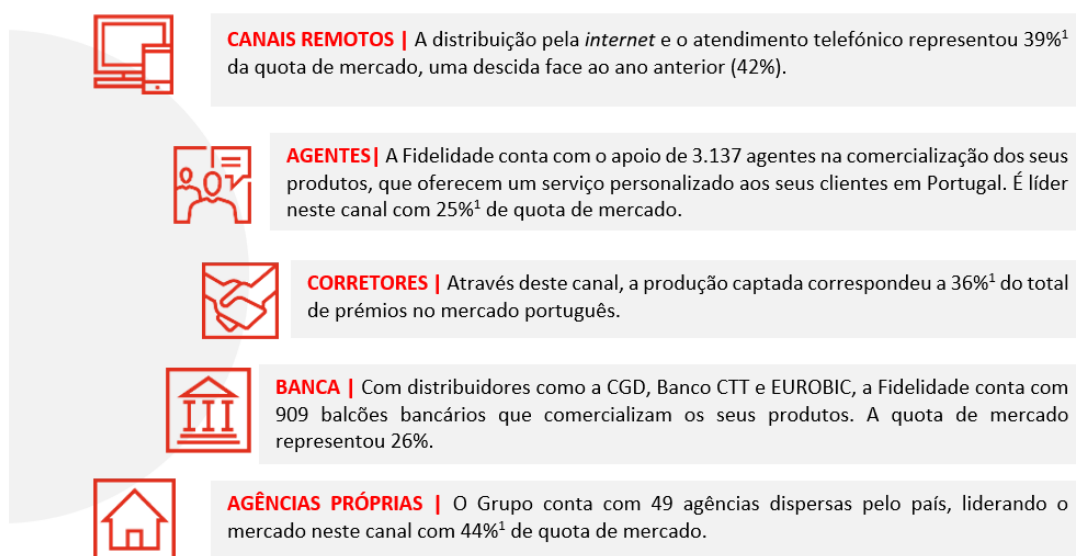 CANAIS REMOTOS | A distribuição pela internet e o atendimento telefónico representou 39%¹
da quota de mercado, uma descida face ao ano anterior (42%).
AGENTES| A Fidelidade conta com o apoio de 3.137 agentes na comercialização dos seus
produtos, que oferecem um serviço personalizado aos seus clientes em Portugal. É líder
neste canal com 25%¹ de quota de mercado.
CORRETORES | Através deste canal, a produção captada correspondeu a 36%¹ do total
de prémios no mercado português.
BANCA | Com distribuidores como a CGD, Banco CTT e EUROBIC, a Fidelidade conta com
909 balcões bancários que comercializam os seus produtos. A quota de mercado
representou 26%.
AGÊNCIAS PRÓPRIAS | O Grupo conta com 49 agências dispersas pelo país, liderando o
mercado neste canal com 44%¹ de quota de mercado.